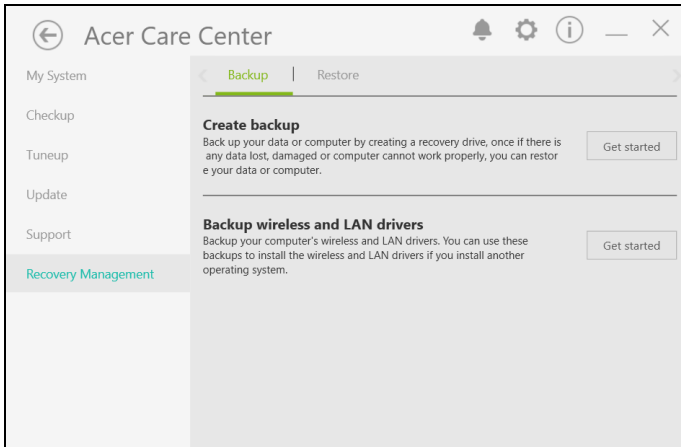 Acer Care Center
My System
Checkup
Tuneup
Update
Support
Recovery Management
Backup
Restore
Create backup
Back up your data or computer by creating a recovery drive, once if there is
any data lost, damaged or computer cannot work properly, you can restor
e your data or computer.
Get started
Backup wireless and LAN drivers
Backup your computer's wireless and LAN drivers. You can use these
backups to install the wireless and LAN drivers if you install another
operating system.
Get started